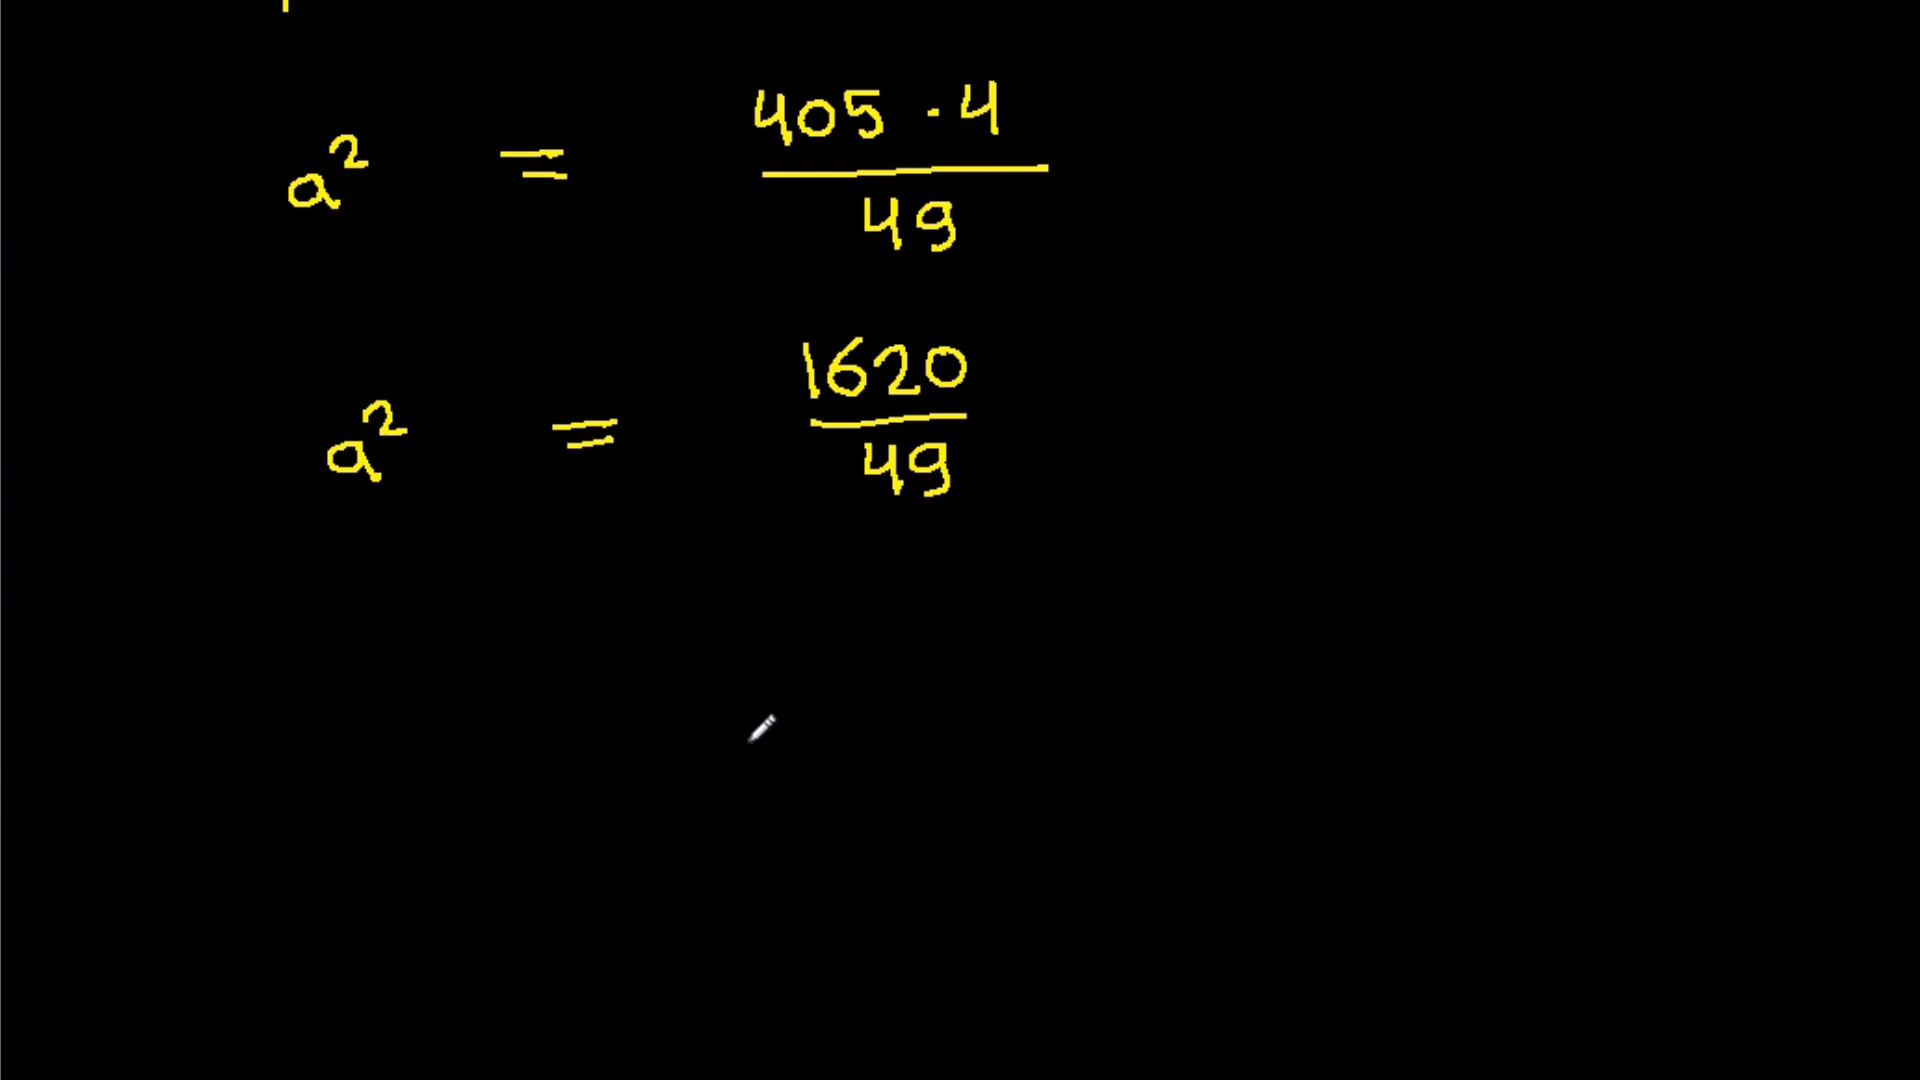 a² = 405 · 4 / 49
a² = 1620 / 49